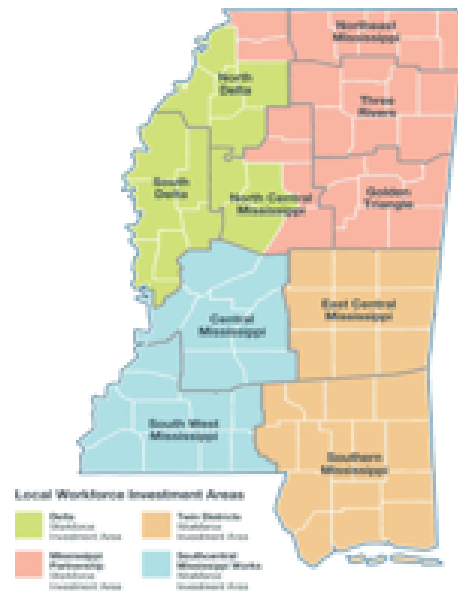 Northeast
Mississippi
North
Delta
Three
Rivers
South
Delta
North Central
Mississippi
Golden
Triangle
East Central
Mississippi
Central
Mississippi
South West
Mississippi
Southern
Mississippi
Local Workforce Investment Areas
Delta
Workforce
Investment Area
Twin Districts
Workforce
Investment Area
Mississippi
Partnership
Workforce
Investment Area
Southcentral
Mississippi Works
Workforce
Investment Area